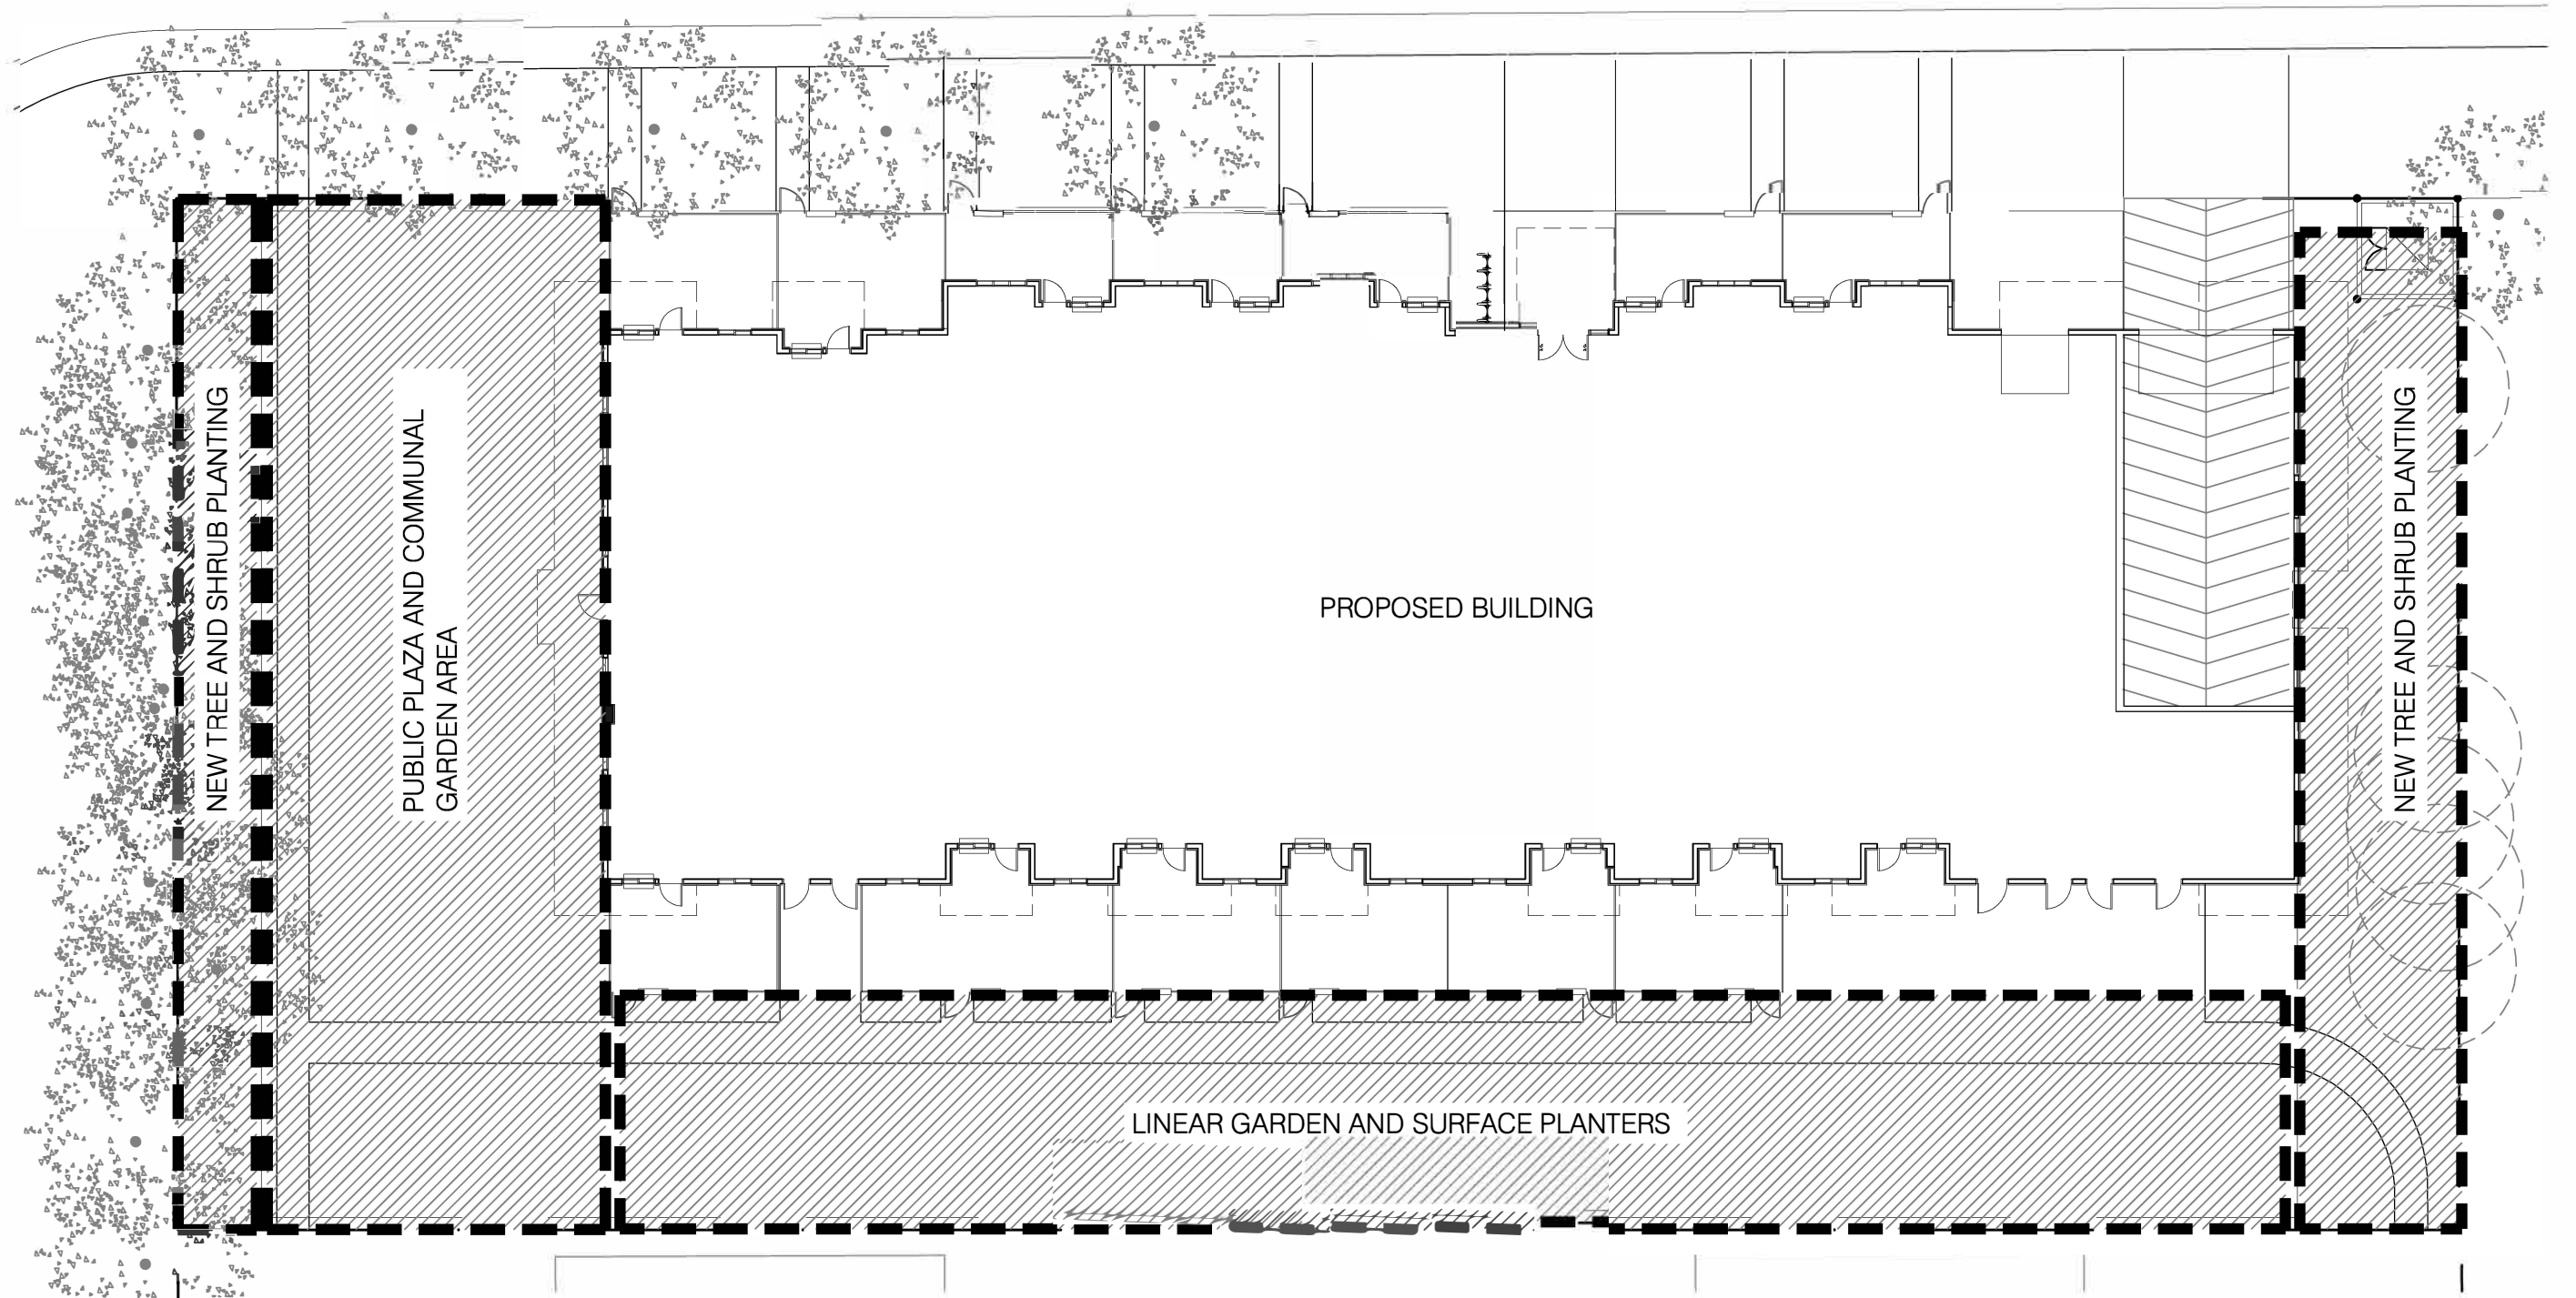 NEW TREE AND SHRUB PLANTING
PUBLIC PLAZA AND COMMUNAL
GARDEN AREA
PROPOSED BUILDING
NEW TREE AND SHRUB PLANTING
LINEAR GARDEN AND SURFACE PLANTERS